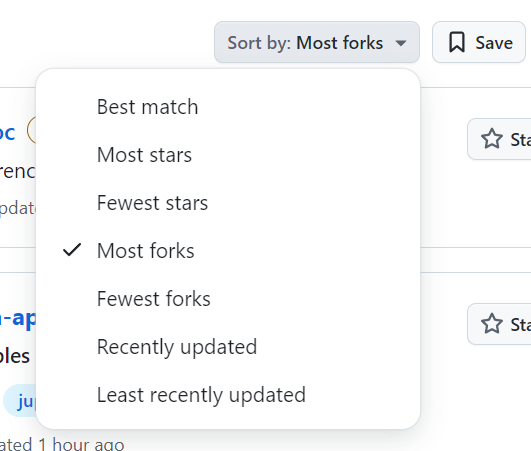 Sort by: Most forks
Save
Best match
Most stars
Fewest stars
Most forks
Fewest forks
Recently updated
Least recently updated
1 hour ago